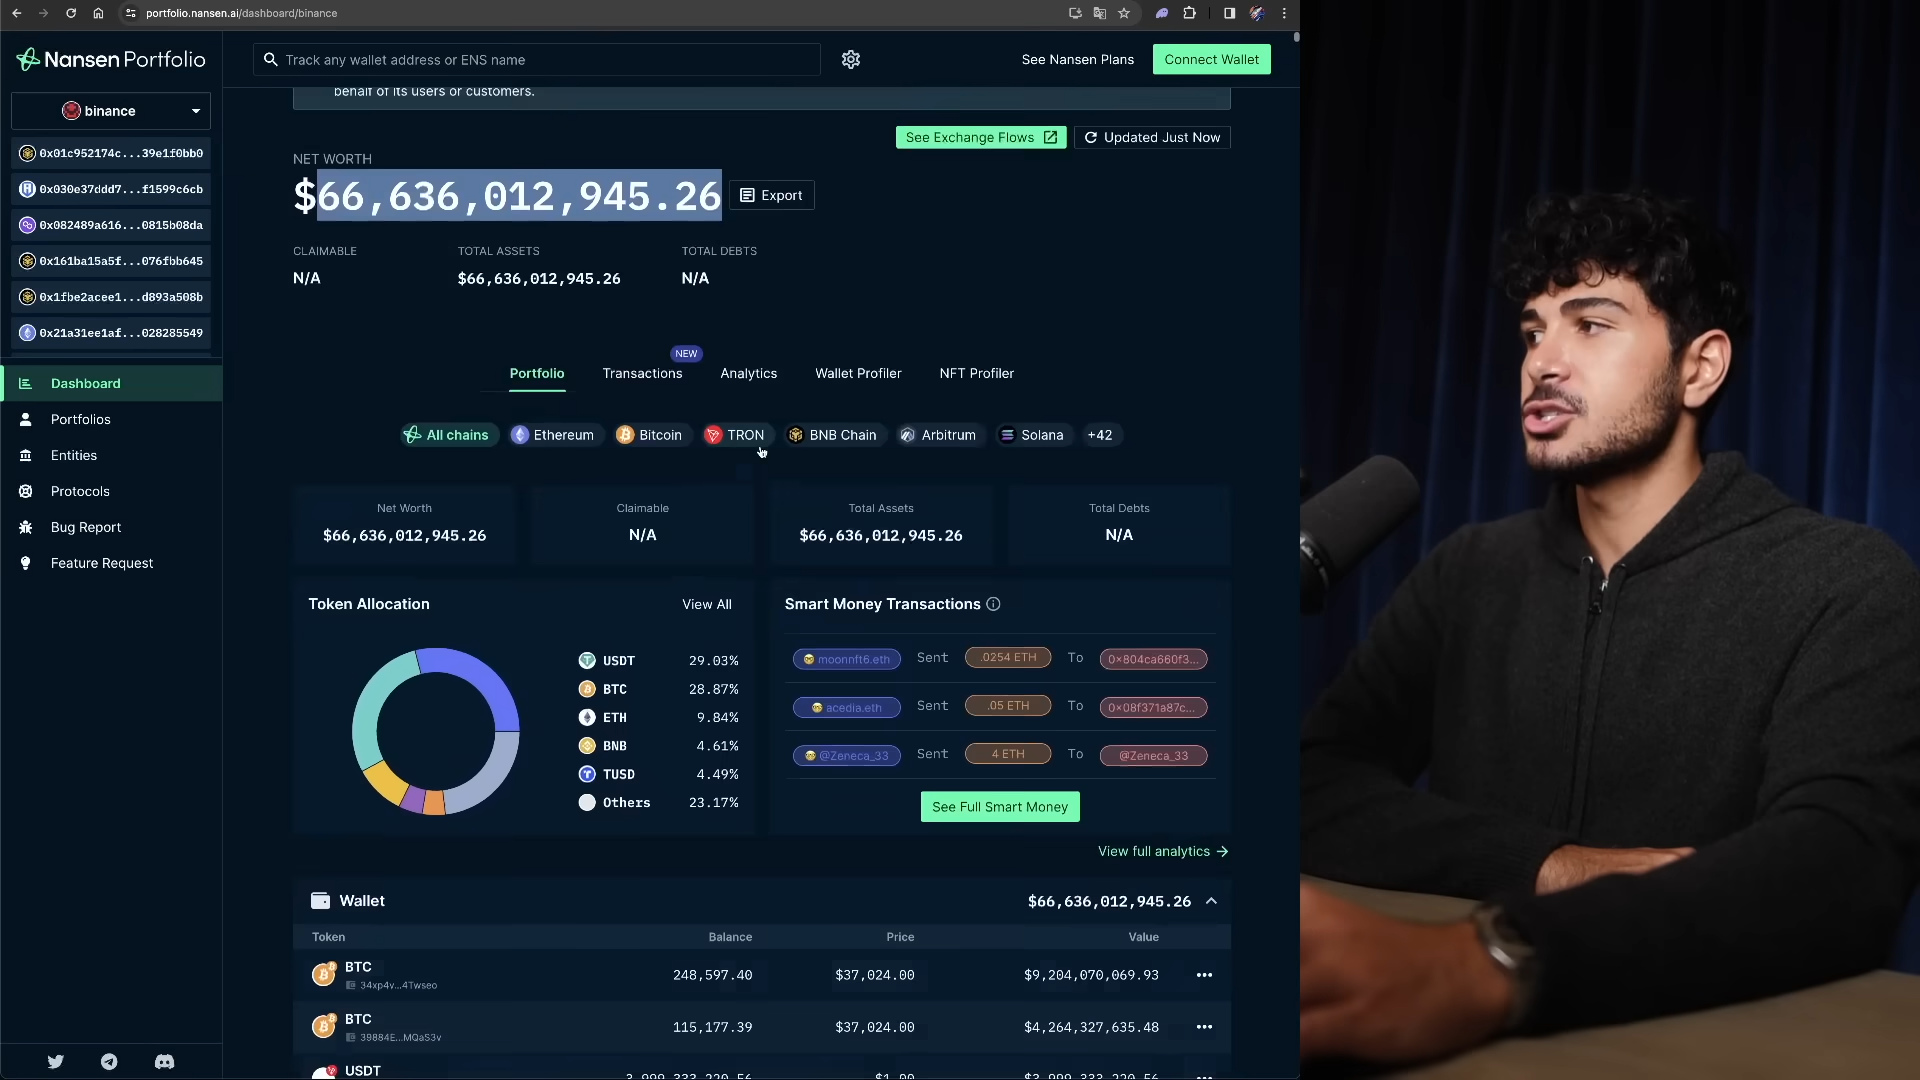 portfolio.nansen.ai/dashboard/binance
Nansen Portfolio
Track any wallet address or ENS name
See Nansen Plans
Connect Wallet
binance
0x01c952174c...39e1f0bb0
0x030e37ddd7...f1599c6cb
0x082489a616...0815b08da
0x161ba15a5f...076fbb645
0x1fbe2acee1...d893a508b
0x21a31ee1af...028285549
Dashboard
Portfolios
Entities
Protocols
Bug Report
Feature Request
behalf of its users or customers.
See Exchange Flows
Updated Just Now
NET WORTH
$66,636,012,945.26
Export
CLAIMABLE TOTAL ASSETS TOTAL DEBTS
N/A $66,636,012,945.26 N/A
NEW
Portfolio Transactions Analytics Wallet Profiler NFT Profiler
All chains Ethereum Bitcoin TRON BNB Chain Arbitrum Solana +42
Net Worth Claimable Total Assets Total Debts
$66,636,012,945.26 N/A $66,636,012,945.26 N/A
Token Allocation View All
USDT 29.03%
BTC 28.87%
ETH 9.84%
BNB 4.61%
TUSD 4.49%
Others 23.17%
Smart Money Transactions
moonnft6.eth Sent .0254 ETH To 0x804ca660f3...
acedia.eth Sent .05 ETH To 0x08f371a87c...
@Zeneca_33 Sent 4 ETH To @Zeneca_33
See Full Smart Money
View full analytics
Wallet $66,636,012,945.26
Token Balance Price Value
BTC 248,597.40 $37,024.00 $9,204,070,069.93
34xp4v...4Twseo
BTC 115,177.39 $37,024.00 $4,264,327,635.48
39884E...MQaS3v
USDT